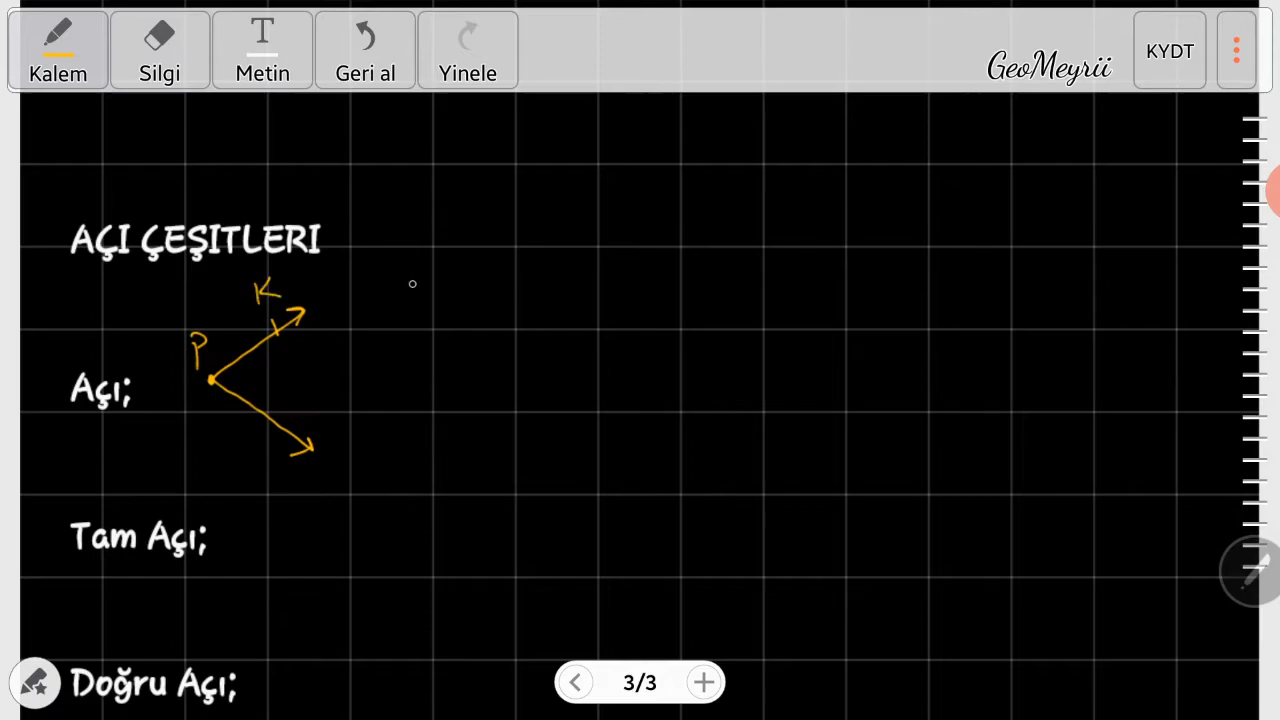 Kalem Silgi Metin Geri al Yinele GeoMeyrii KYDT
AÇI ÇEŞITLERI
K
P
Açı;
Tam Açı;
Doğru Açı;
3/3